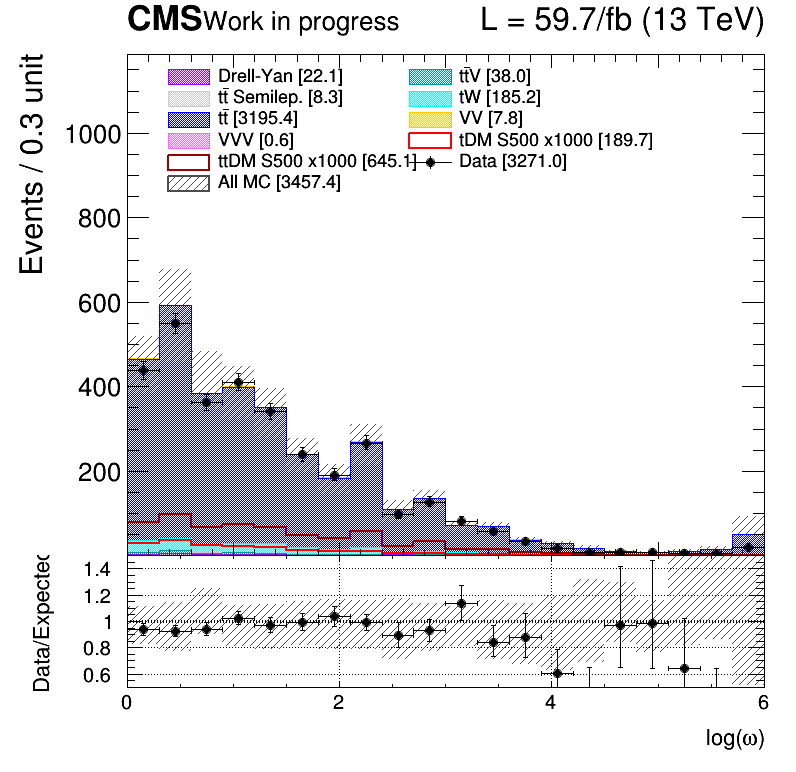 CMS Work in progress L = 59.7/fb (13 TeV)
Drell-Yan [22.1] tt̄V [38.0]
tt̄ Semilep. [8.3] tW [185.2]
tt̄ [3195.4] VV [7.8]
VVV [0.6] tDM S500 x1000 [189.7]
ttDM S500 x1000 [645.1] Data [3271.0]
All MC [3457.4]
Events / 0.3 unit
1000
800
600
400
200
Data/Expected
1.4
1.2
1
0.8
0.6
0 2 4 6
log(ω)